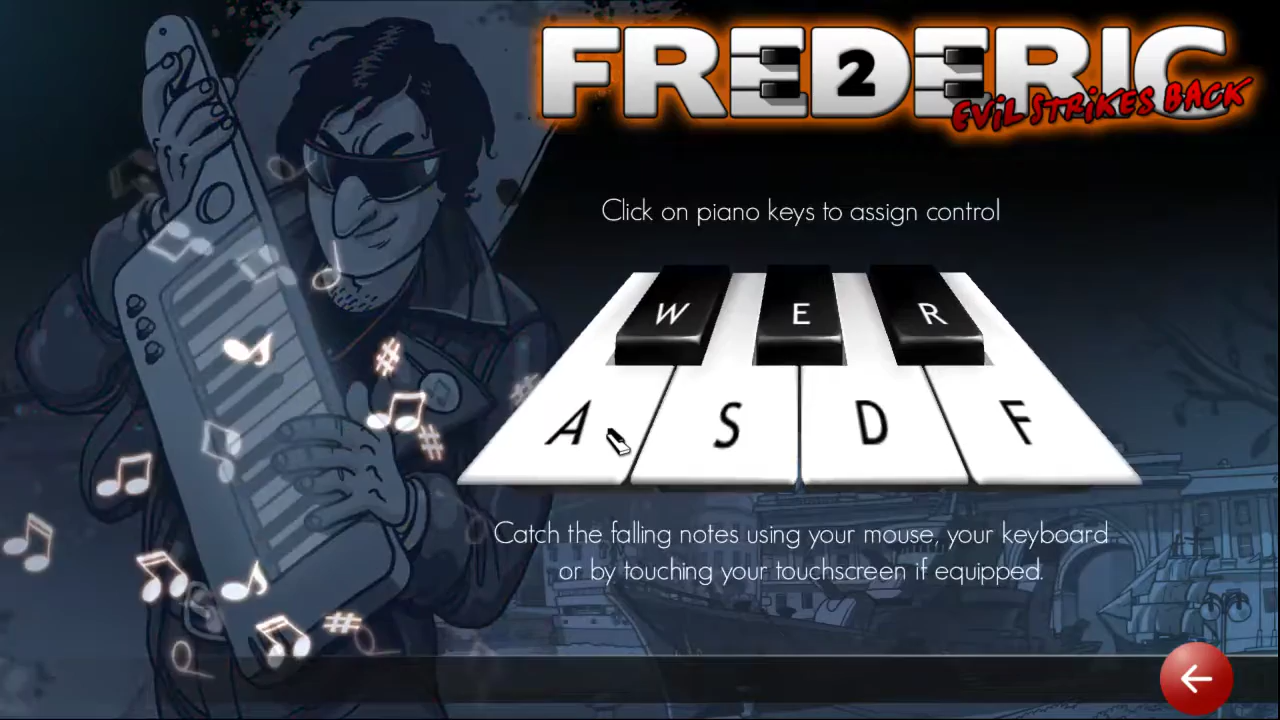 FREDERIC 2
EVIL STRIKES BACK
Click on piano keys to assign control
W E R
A S D F
Catch the falling notes using your mouse, your keyboard
or by touching your touchscreen if equipped.